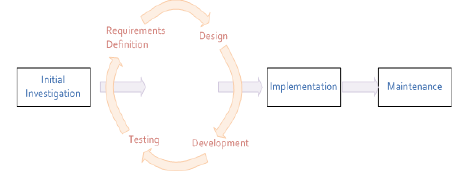 Initial
Investigation
Requirements
Definition
Design
Testing
Development
Implementation
Maintenance